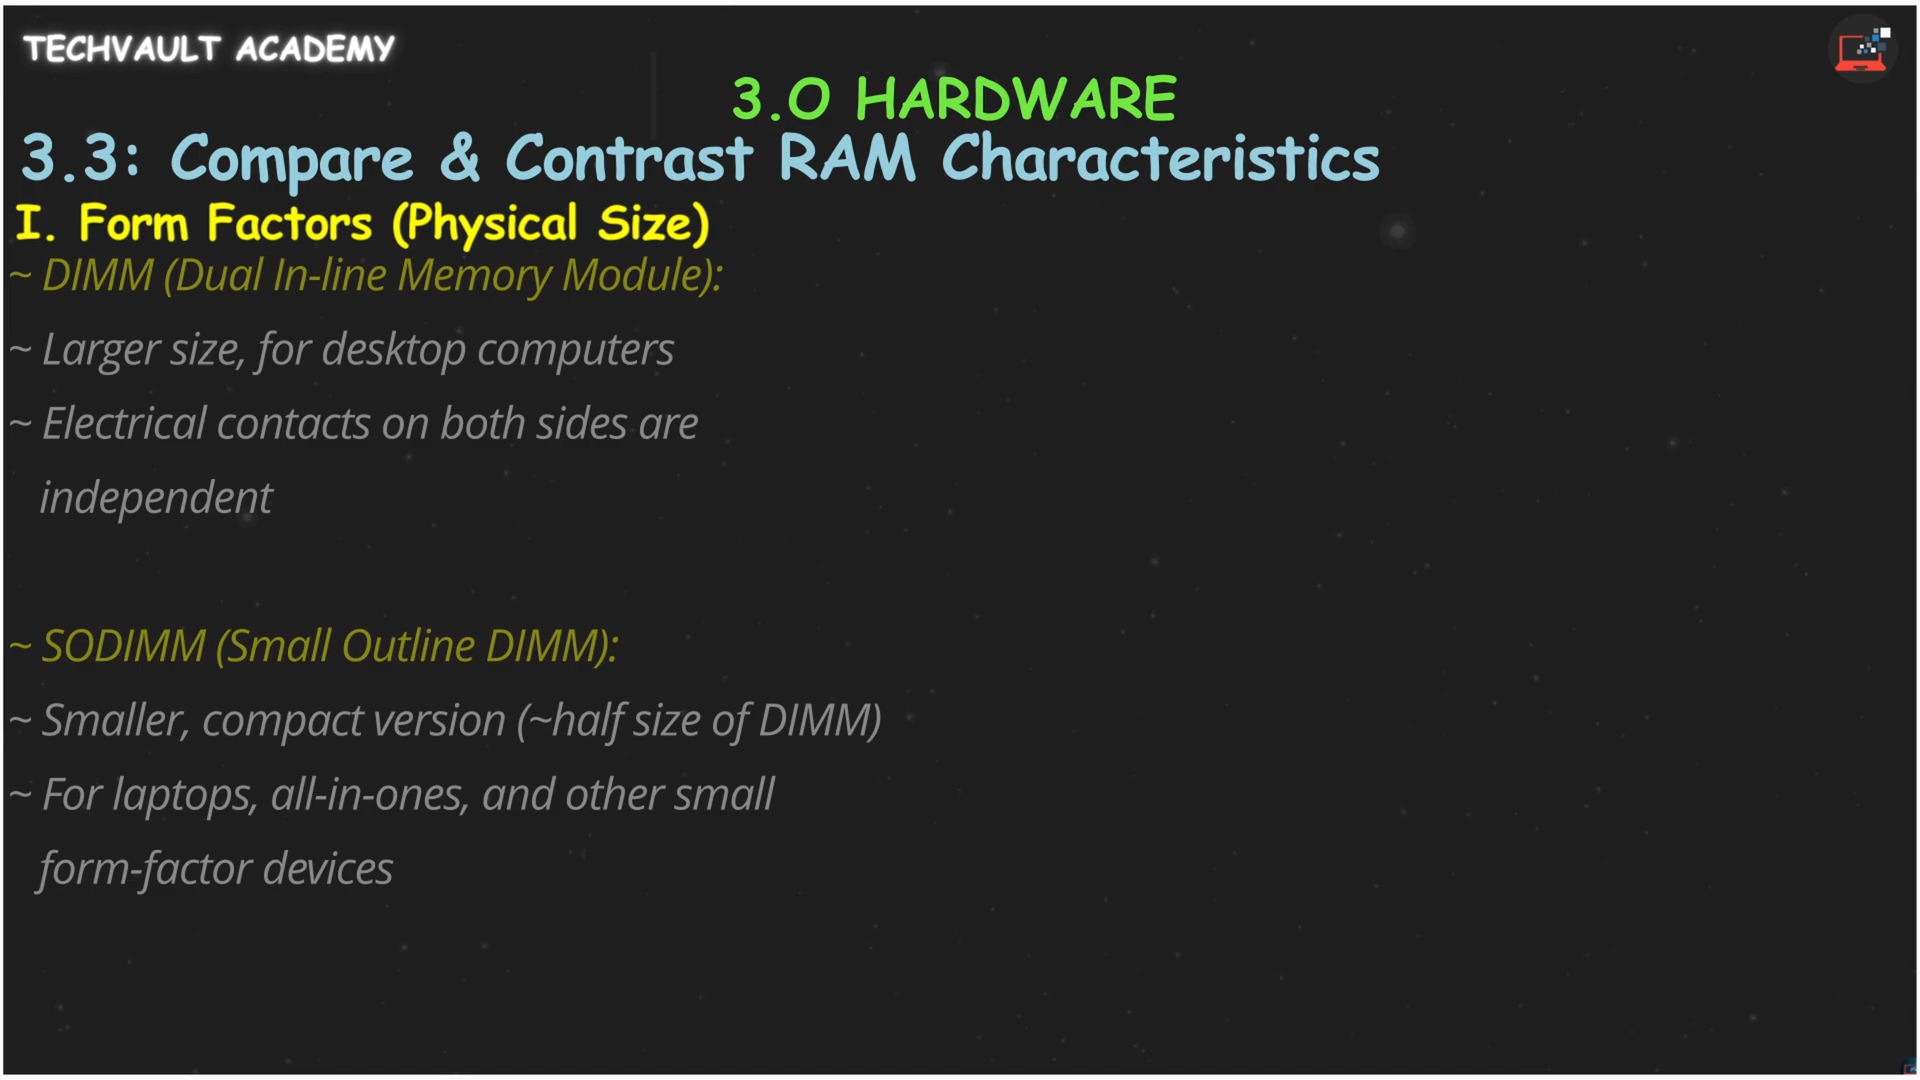 TECHVAULT ACADEMY
3.0 HARDWARE
3.3: Compare & Contrast RAM Characteristics
I. Form Factors (Physical Size)
~ DIMM (Dual In-line Memory Module):
~ Larger size, for desktop computers
~ Electrical contacts on both sides are
independent
~ SODIMM (Small Outline DIMM):
~ Smaller, compact version (~half size of DIMM)
~ For laptops, all-in-ones, and other small
form-factor devices